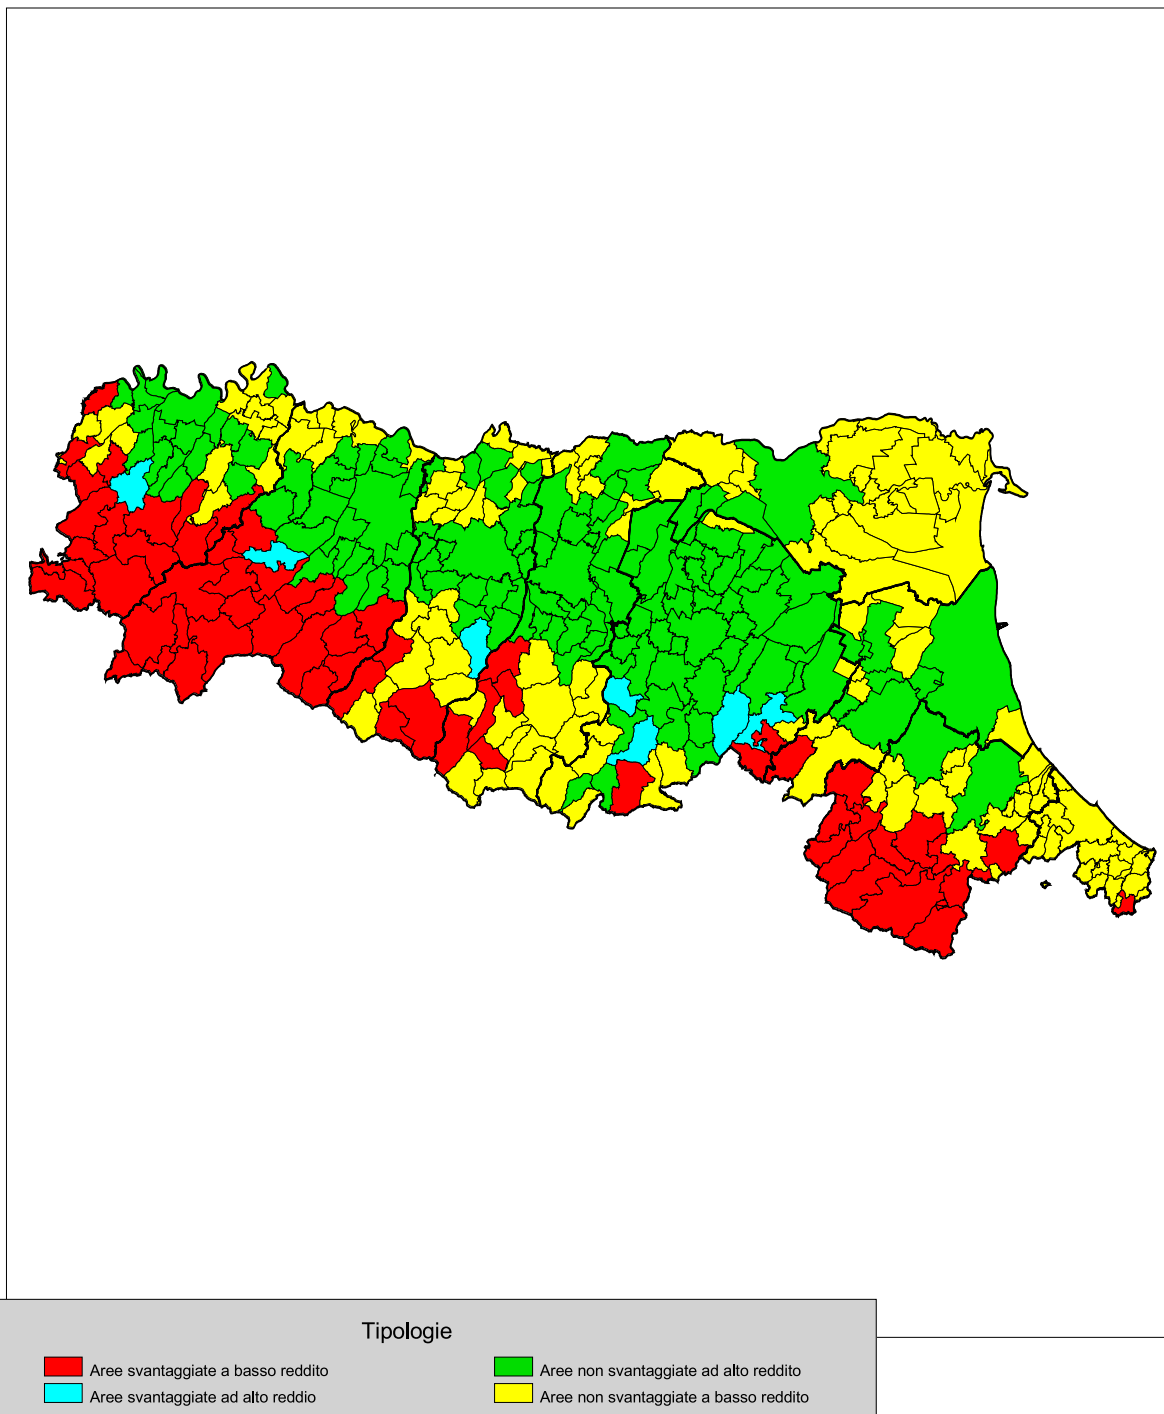 Tipologie
Aree svantaggiate a basso reddito
Aree non svantaggiate ad alto reddito
Aree svantaggiate ad alto reddio
Aree non svantaggiate a basso reddito